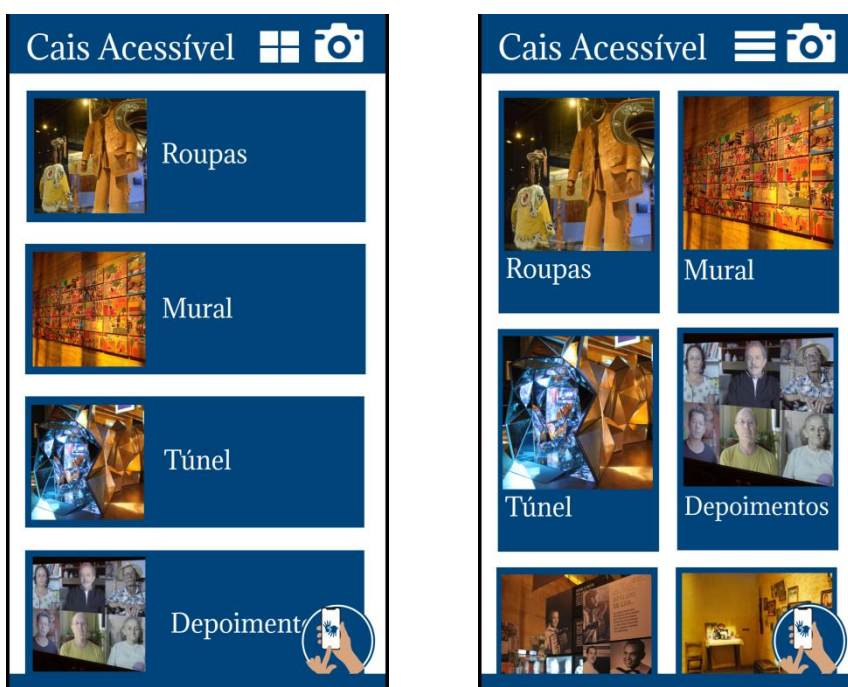 Cais Acessível
Roupas
Mural
Túnel
Depoiment
Cais Acessível
Roupas
Mural
Túnel
Depoimentos